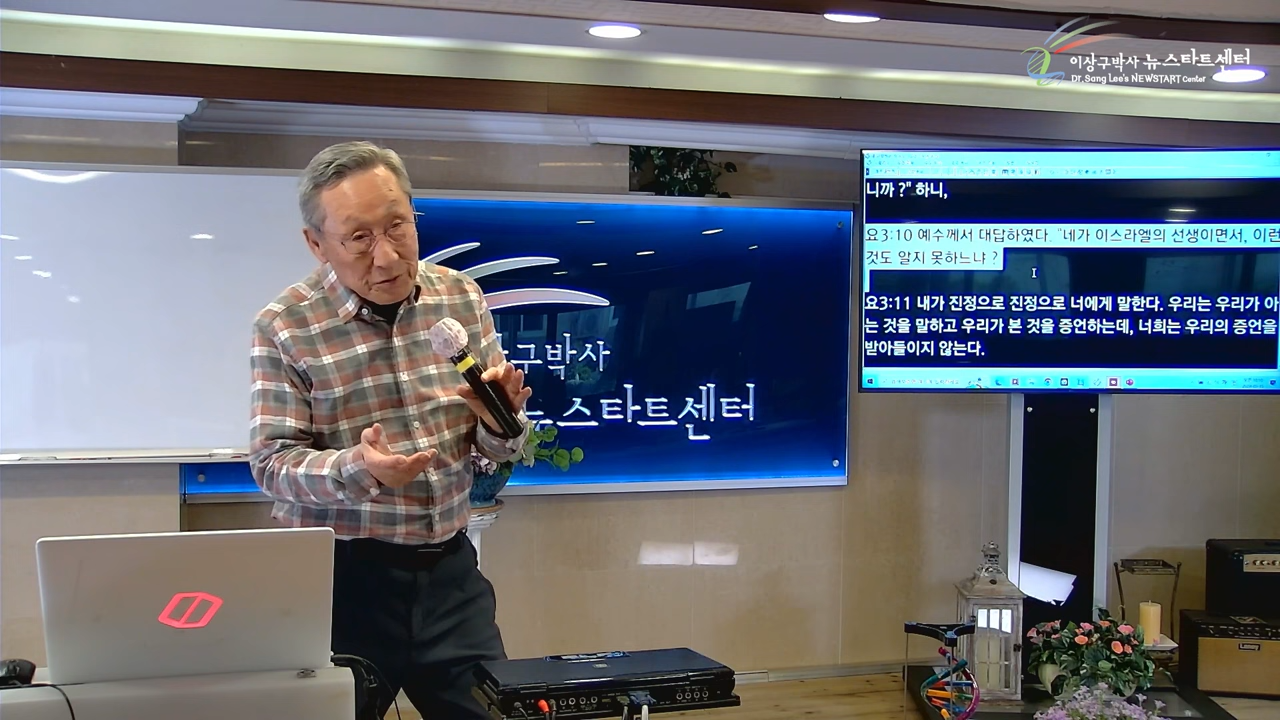 이상구박사 뉴스타트센터
Dr. Sang Lee's NEWSTART Center
니까 ?" 하니,
요3:10 예수께서 대답하였다. "네가 이스라엘의 선생이면서, 이런
것도 알지 못하느냐 ?
요3:11 내가 진정으로 진정으로 너에게 말한다. 우리는 우리가 아
는 것을 말하고 우리가 본 것을 증언하는데, 너희는 우리의 증언을
받아들이지 않는다.
구박사
뉴스타트센터
Laney